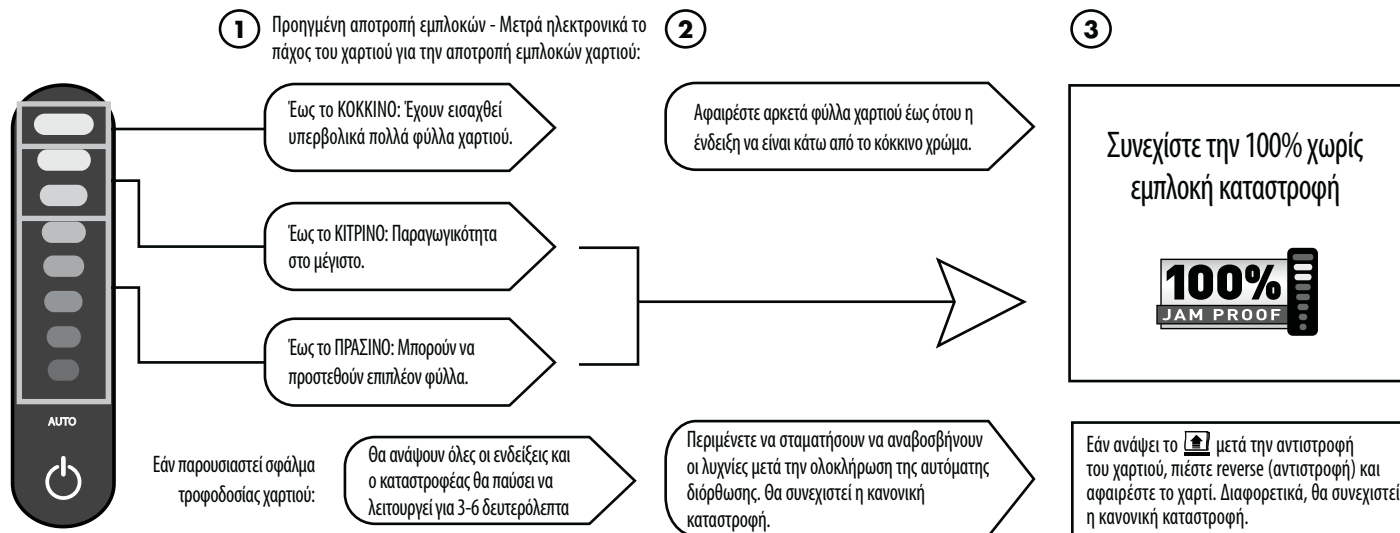 1
Προηγμένη αποτροπή εμπλοκών - Μετρά ηλεκτρονικά το
πάχος του χαρτιού για την αποτροπή εμπλοκών χαρτιού:
2
3
Έως το ΚΟΚΚΙΝΟ: Έχουν εισαχθεί
υπερβολικά πολλά φύλλα χαρτιού.
Αφαιρέστε αρκετά φύλλα χαρτιού έως ότου η
ένδειξη να είναι κάτω από το κόκκινο χρώμα.
Συνεχίστε την 100% χωρίς
εμπλοκή καταστροφή
Έως το ΚΙΤΡΙΝΟ: Παραγωγικότητα
στο μέγιστο.
100%
JAM PROOF
Έως το ΠΡΑΣΙΝΟ: Μπορούν να
προστεθούν επιπλέον φύλλα.
AUTO
Εάν παρουσιαστεί σφάλμα
τροφοδοσίας χαρτιού:
Θα ανάψουν όλες οι ενδείξεις και
ο καταστροφέας θα παύσει να
λειτουργεί για 3-6 δευτερόλεπτα
Περιμένετε να σταματήσουν να αναβοσβήνουν
οι λυχνίες μετά την ολοκλήρωση της αυτόματης
διόρθωσης. Θα συνεχιστεί η κανονική
καταστροφή.
Εάν ανάψει το μετά την αντιστροφή
του χαρτιού, πιέστε reverse (αντιστροφή) και
αφαιρέστε το χαρτί. Διαφορετικά, θα συνεχιστεί
η κανονική καταστροφή.